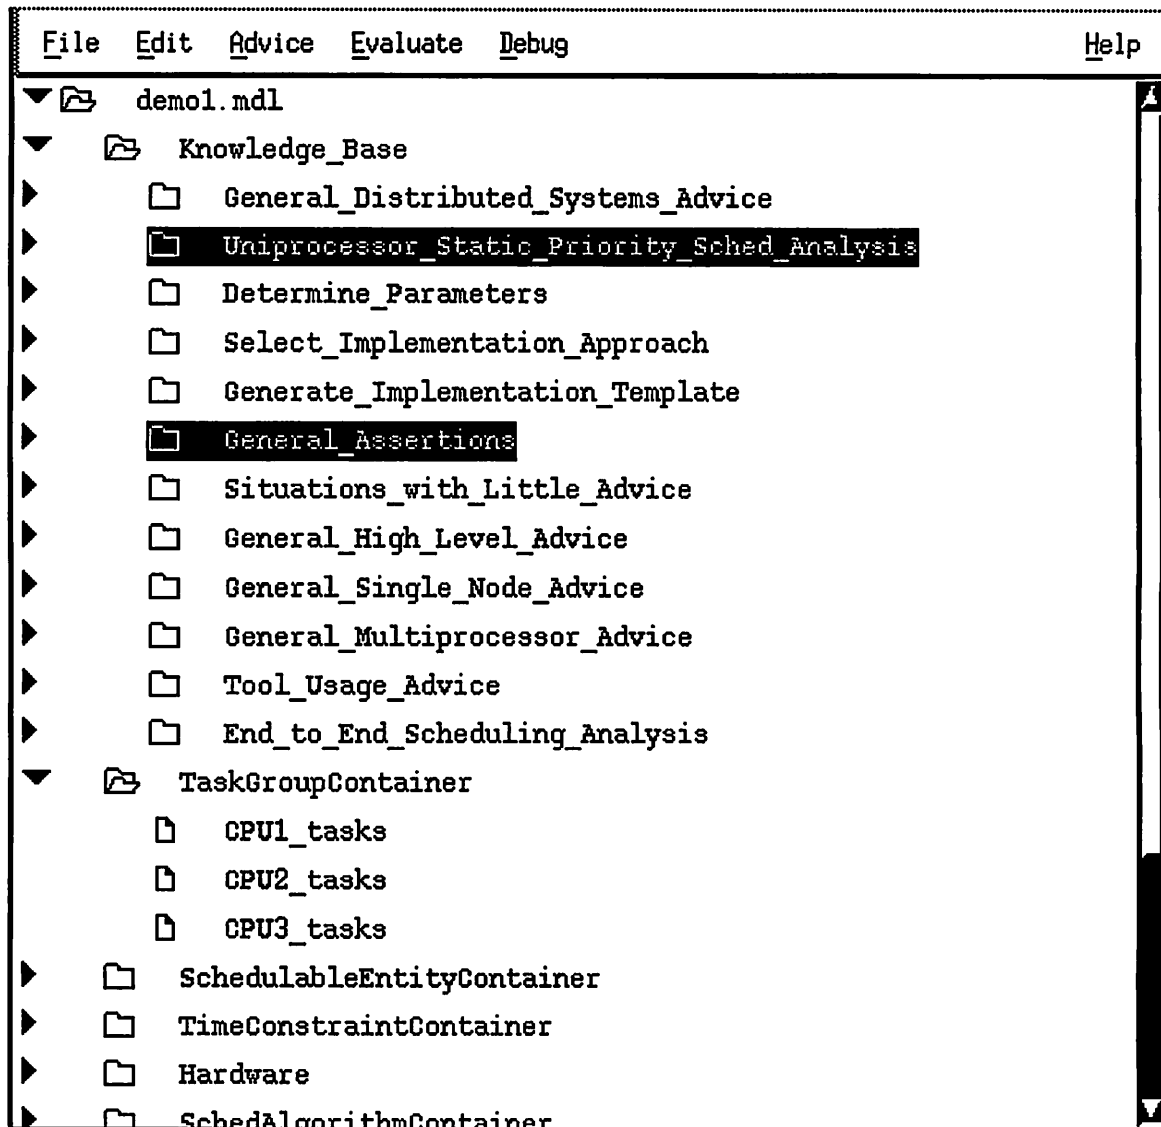 File Edit Advice Evaluate Debug Help
demo1.mdl
Knowledge_Base
General_Distributed_Systems_Advice
Uniprocessor_Static_Priority_Sched_Analysis
Determine_Parameters
Select_Implementation_Approach
Generate_Implementation_Template
General_Assertions
Situations_with_Little_Advice
General_High_Level_Advice
General_Single_Node_Advice
General_Multiprocessor_Advice
Tool_Usage_Advice
End_to_End_Scheduling_Analysis
TaskGroupContainer
CPU1_tasks
CPU2_tasks
CPU3_tasks
SchedulableEntityContainer
TimeConstraintContainer
Hardware
SchedAlgorithmContainer